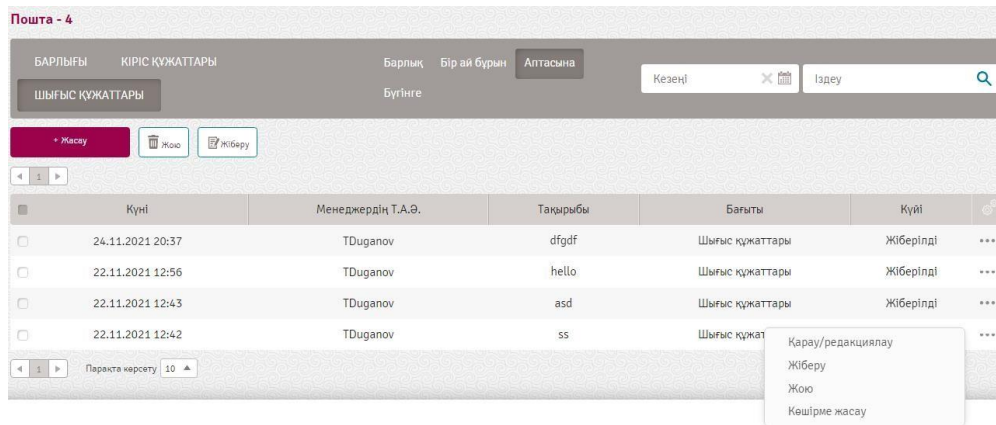 Пошта - 4
БАРЛЫҒЫ КІРІС ҚҰЖАТТАРЫ Барлық Бір ай бұрын Аптасына
Кезеңі Іздеу
ШЫҒЫС ҚҰЖАТТАРЫ Бүгінге
+ Жасау Жою Жіберу
1
Күні Менеджердің Т.А.Ә. Тақырыбы Бағыты Күйі
24.11.2021 20:37 TDuganov dfgdf Шығыс құжаттары Жіберілді
22.11.2021 12:56 TDuganov hello Шығыс құжаттары Жіберілді
22.11.2021 12:43 TDuganov asd Шығыс құжаттары Жіберілді
22.11.2021 12:42 TDuganov ss Шығыс құжат
Қарау/редакциялау
1 Парақта көрсету 10
Жіберу
Жою
Көшірме жасау